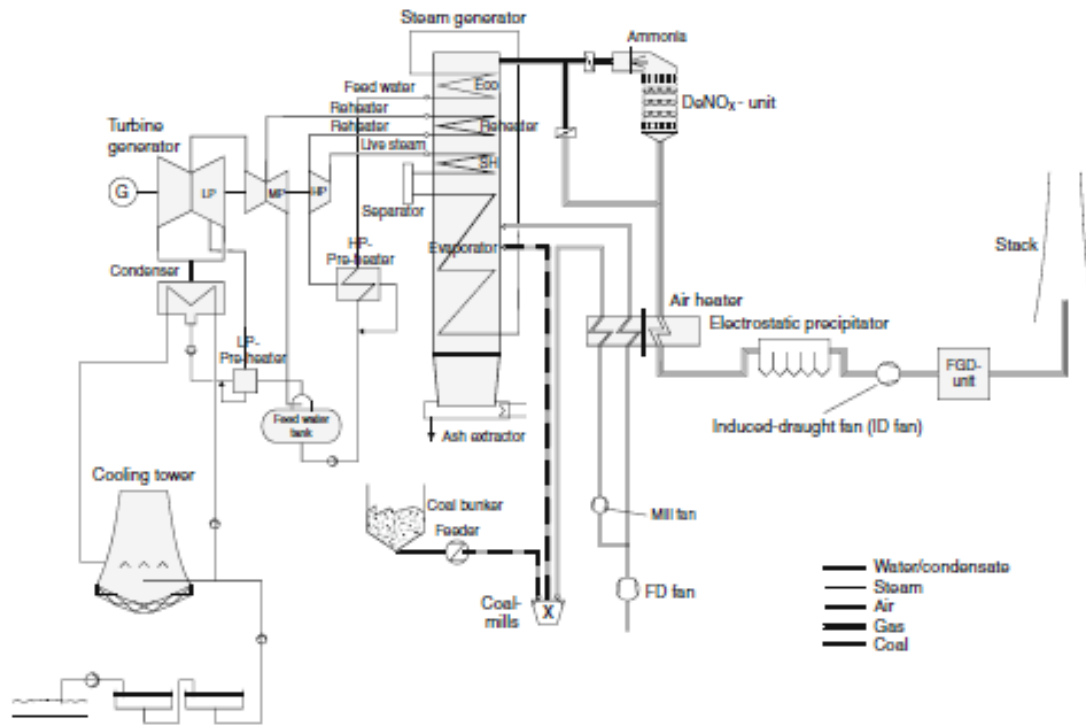 Steam generator
Ammonia
Feed water
Eco
DeNOx- unit
Reheater
Turbine
generator
Reheater
Reheater
Live steam
SH
G
LP
MP
HP
Separator
Stack
HP-
Pre-heater
Evaporator
Condenser
Air heater
Electrostatic precipitator
LP-
Pre-heater
FGD-
unit
Feed water
tank
Induced-draught fan (ID fan)
Ash extractor
Cooling tower
Coal bunker
Mill fan
Feeder
Water/condensate
Steam
Air
Gas
Coal
FD fan
Coal-
mills
X